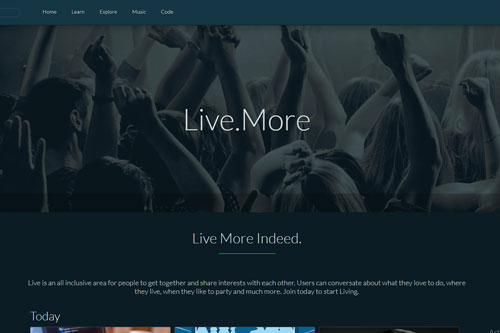 Home Learn Explore Music Code
Live.More
Live More Indeed.
Live is an all inclusive area for people to get together and share interests with each other. Users can conversate about what they love to do, where
they live, when they like to party and much more. Join today to start Living.
Today